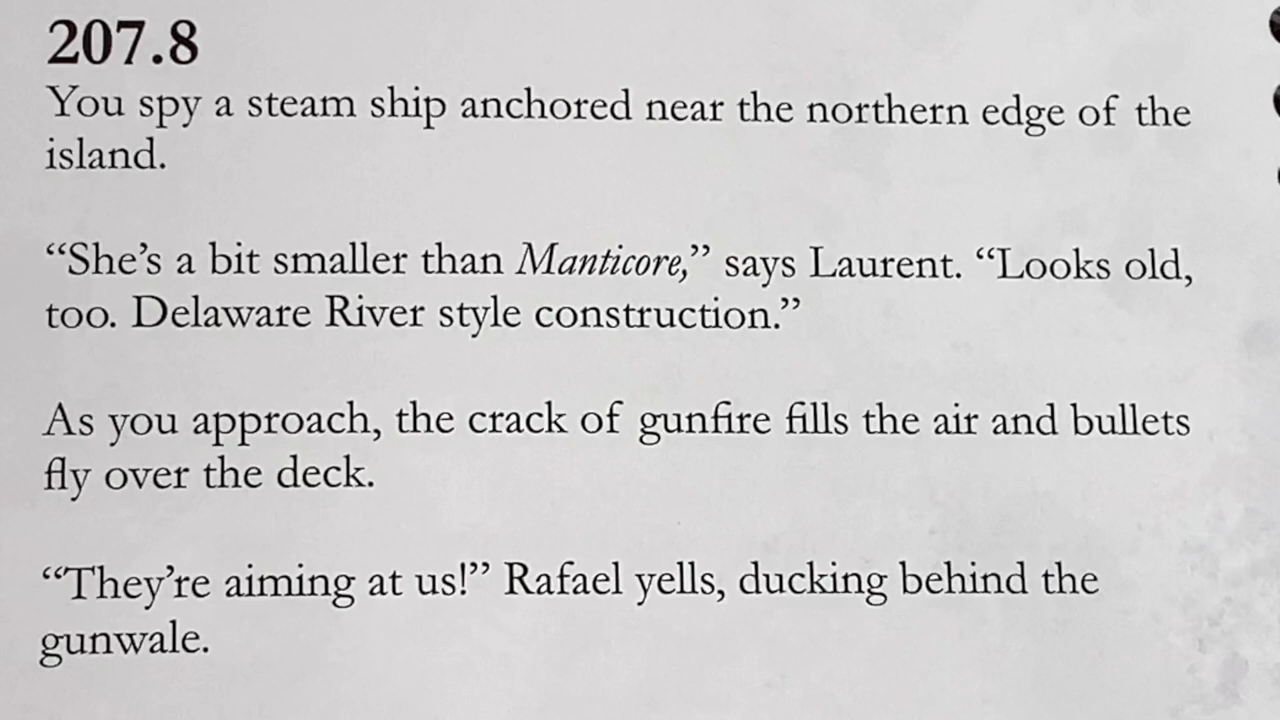 207.8
You spy a steam ship anchored near the northern edge of the
island.
“She’s a bit smaller than Manticore,” says Laurent. “Looks old,
too. Delaware River style construction.”
As you approach, the crack of gunfire fills the air and bullets
fly over the deck.
“They’re aiming at us!” Rafael yells, ducking behind the
gunwale.